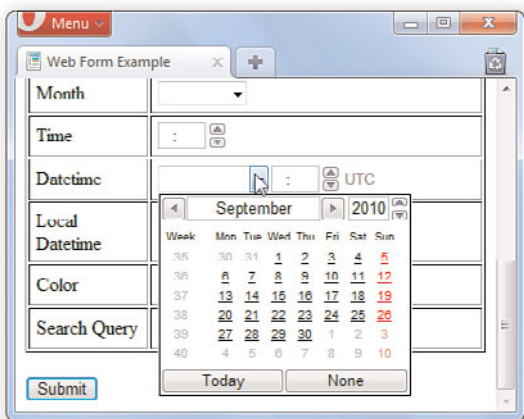 Menu
Web Form Example
Month
Time :
Datetime : UTC
September 2010
Local Datetime
Week Mon Tue Wed Thu Fri Sat Sun
35 30 31 1 2 3 4 5
36 6 7 8 9 10 11 12
Color
37 13 14 15 16 17 18 19
38 20 21 22 23 24 25 26
Search Query
39 27 28 29 30 1 2 3
40 4 5 6 7 8 9 10
Today None
Submit